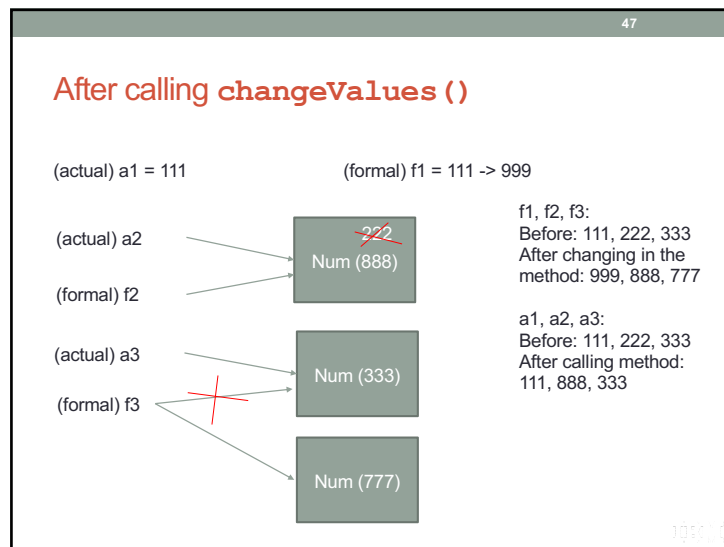 47
After calling changeValues()
(actual) a1 = 111
(formal) f1 = 111 -> 999
(actual) a2
(formal) f2
222
Num (888)
(actual) a3
(formal) f3
Num (333)
Num (777)
f1, f2, f3:
Before: 111, 222, 333
After changing in the
method: 999, 888, 777
a1, a2, a3:
Before: 111, 222, 333
After calling method:
111, 888, 333